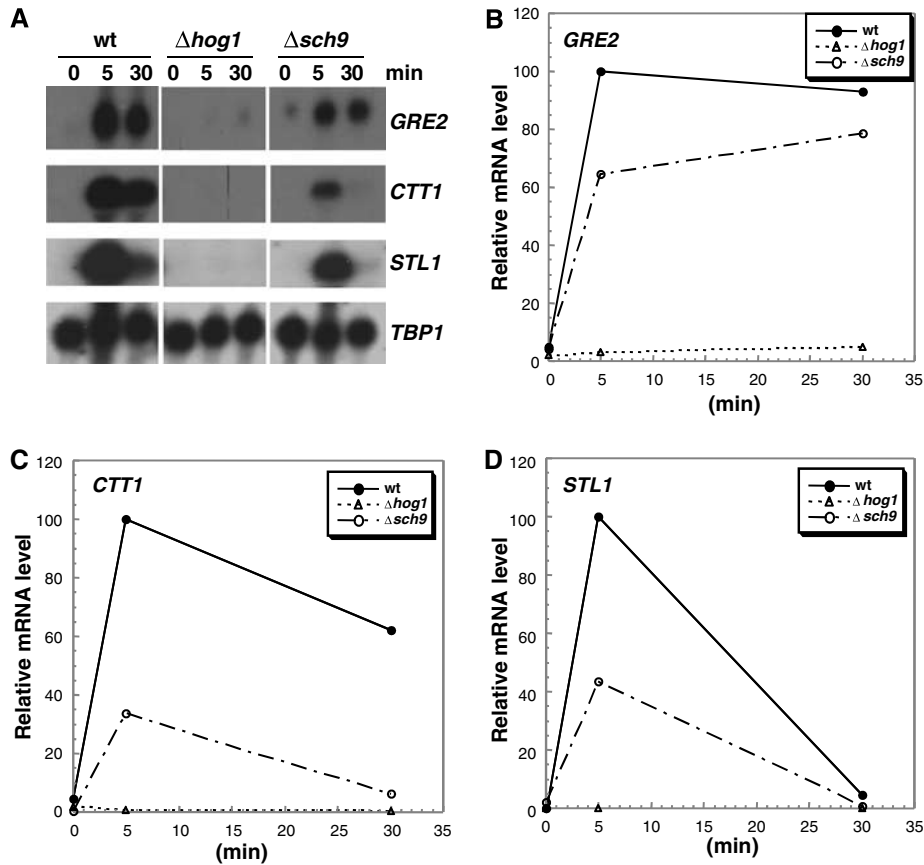 A
wt Δhog1 Δsch9
0 5 30 0 5 30 0 5 30 min
GRE2
CTT1
STL1
TBP1
B
GRE2
wt
Δhog1
Δsch9
Relative mRNA level
120
100
80
60
40
20
0
0 5 10 15 20 25 30 35
(min)
C
CTT1
wt
Δhog1
Δsch9
Relative mRNA level
120
100
80
60
40
20
0
0 5 10 15 20 25 30 35
(min)
D
STL1
wt
Δhog1
Δsch9
Relative mRNA level
120
100
80
60
40
20
0
0 5 10 15 20 25 30 35
(min)